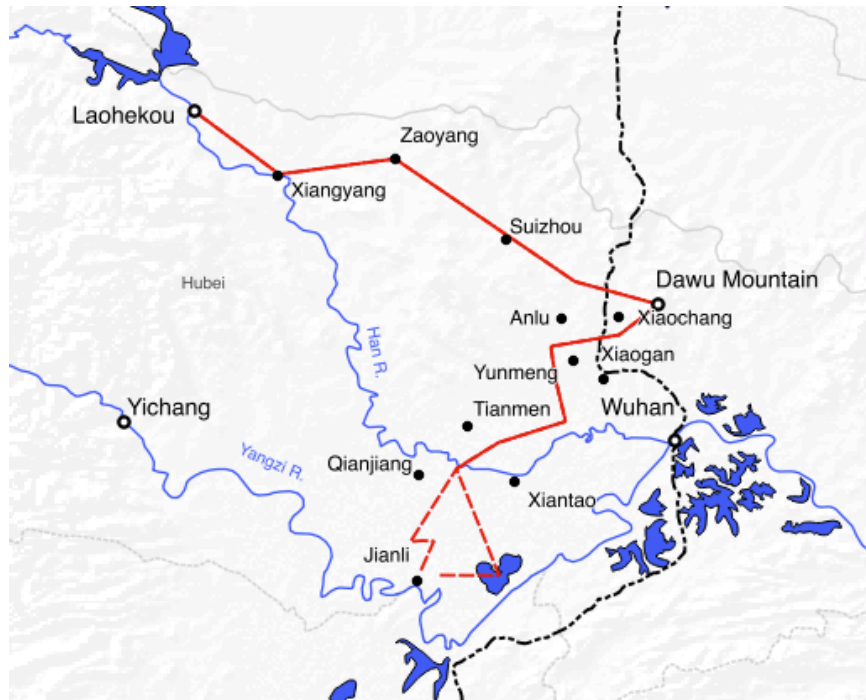 Laohekou
Zaoyang
Xiangyang
Suizhou
Hubei
Dawu Mountain
Anlu
Xiaochang
Han R.
Xiaogan
Yunmeng
Yichang
Tianmen
Wuhan
Yangzi R.
Qianjiang
Xiantao
Jianli